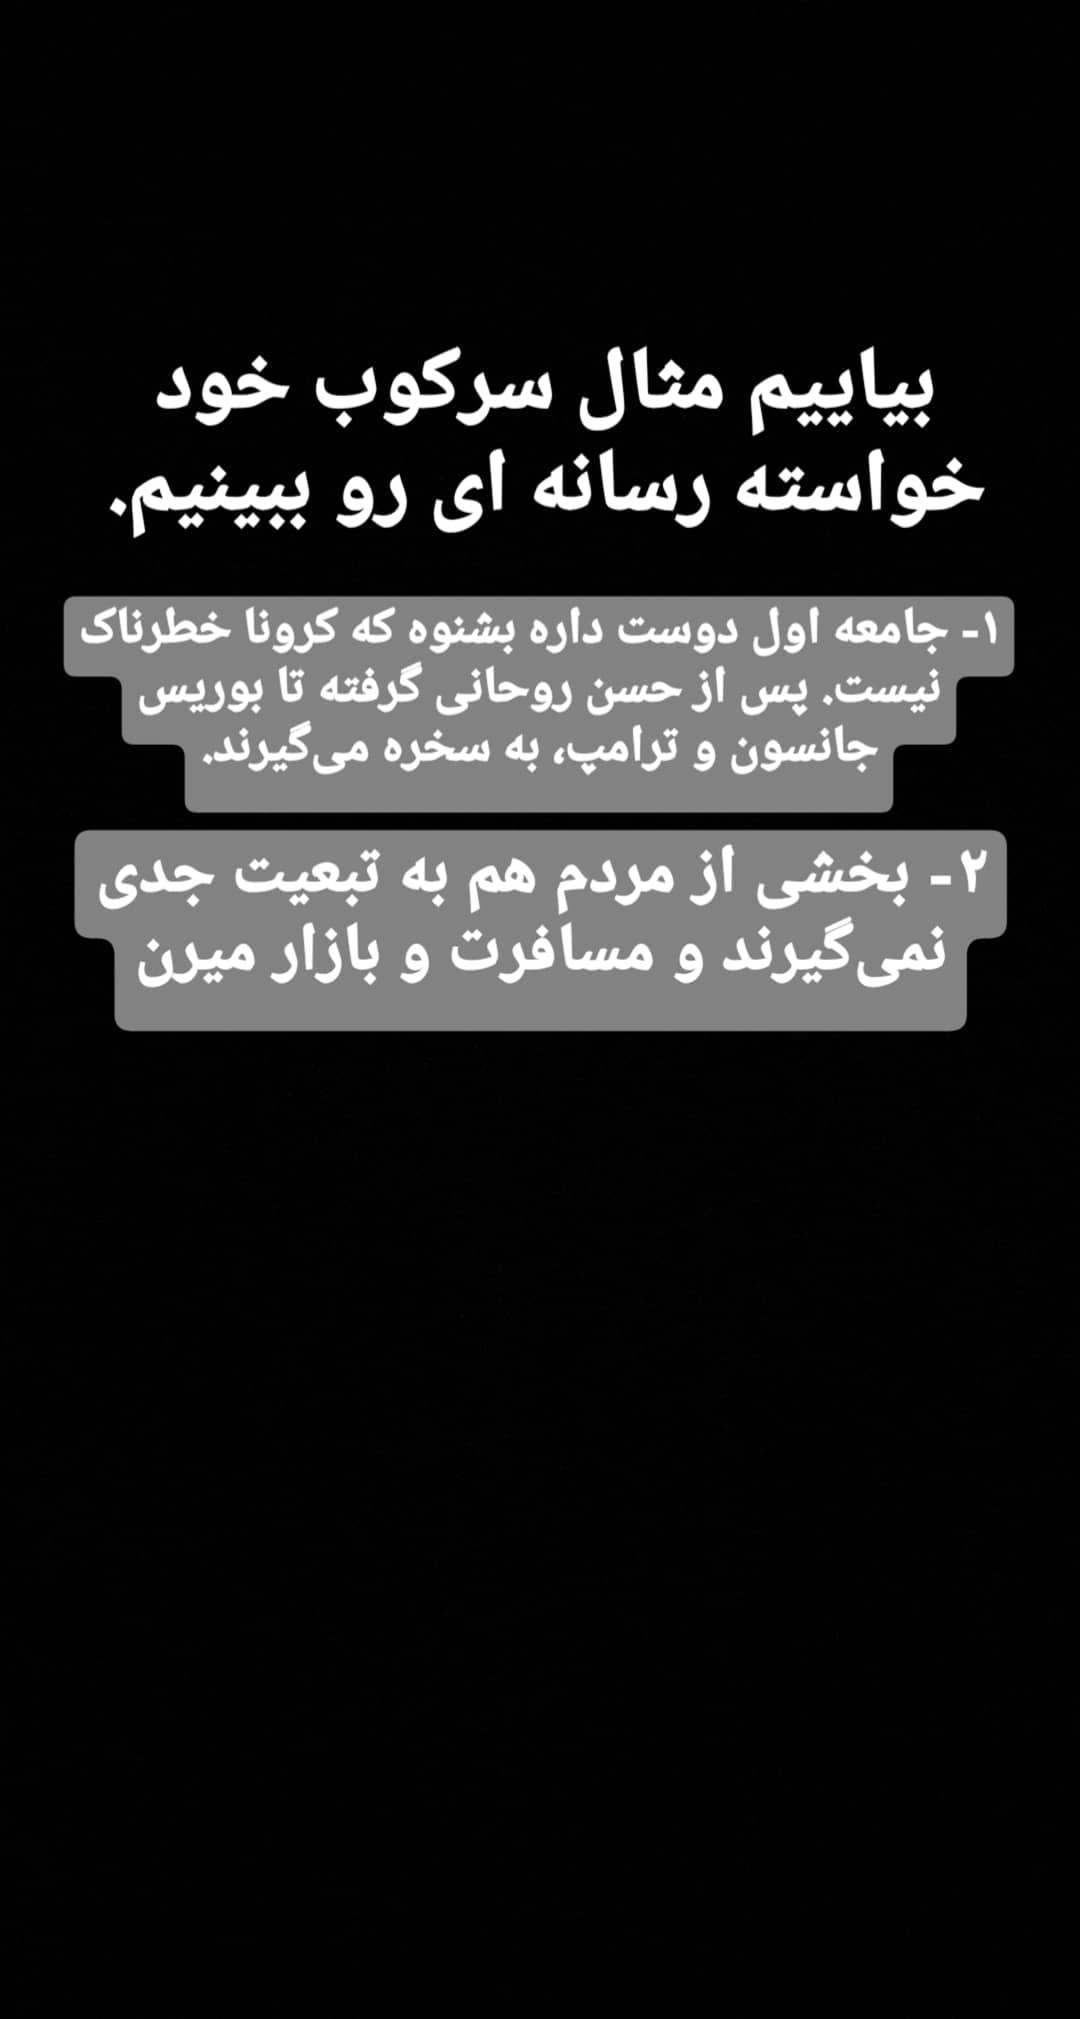 بیاییم مثال سرکوب خود
خواسته رسانه ای رو ببینیم.
۱- جامعه اول دوست داره بشنوه که کرونا خطرناک
نیست. پس از حسن روحانی گرفته تا بوریس
جانسون و ترامپ، به سخره می‌گیرند.
۲- بخشی از مردم هم به تبعیت جدی
نمی‌گیرند و مسافرت و بازار میرن